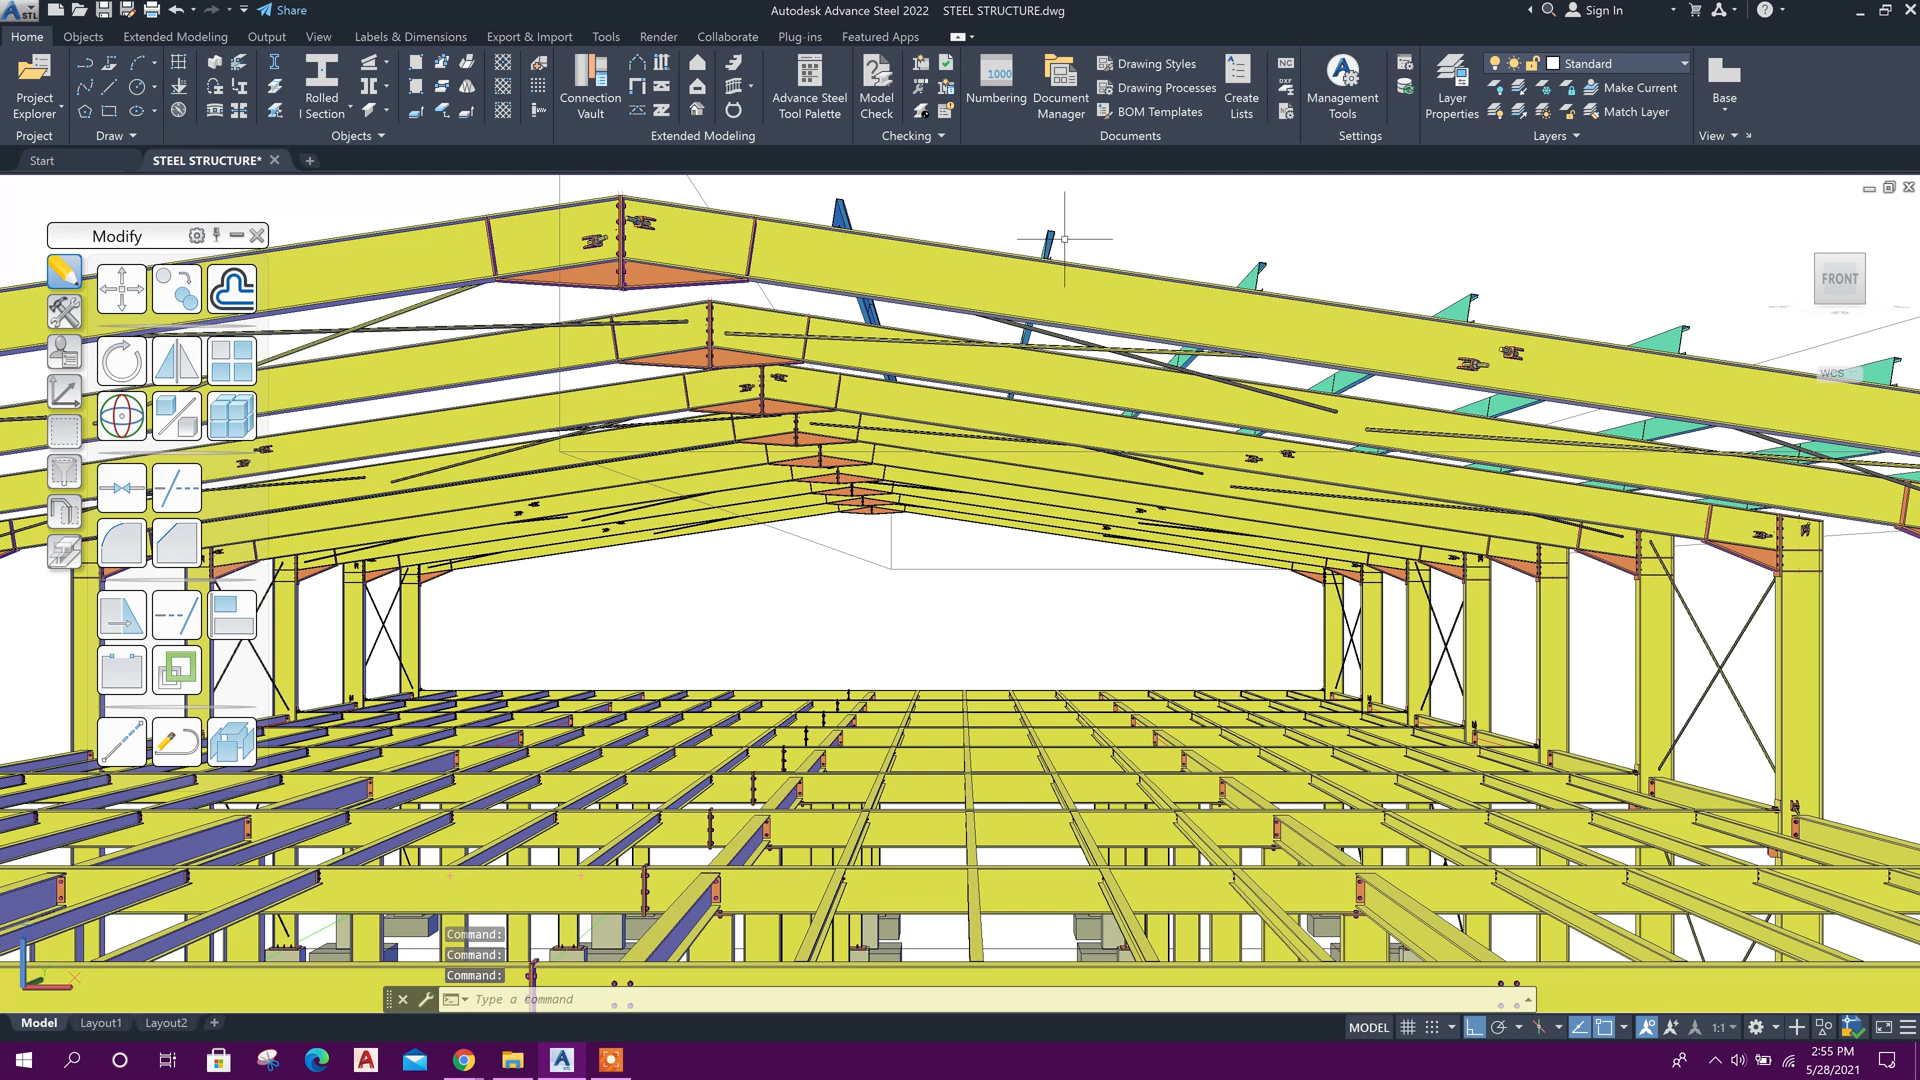 STL
Share
Autodesk Advance Steel 2022 STEEL STRUCTURE.dwg
Sign In
Home Objects Extended Modeling Output View Labels & Dimensions Export & Import Tools Render Collaborate Plug-ins Featured Apps
Project Explorer
Rolled I Section
Connection Vault
Advance Steel Tool Palette
Model Check
1000
Numbering
Document Manager
Drawing Styles
Drawing Processes
BOM Templates
Create Lists
NC
DXF
Management Tools
Layer Properties
Standard
Make Current
Match Layer
Base
Project Draw Objects Extended Modeling Checking Documents Settings Layers View
Start STEEL STRUCTURE*
Modify
FRONT
WCS
Command:
Command:
Command:
Type a command
Model Layout1 Layout2
MODEL 1:1
2:55 PM
5/28/2021